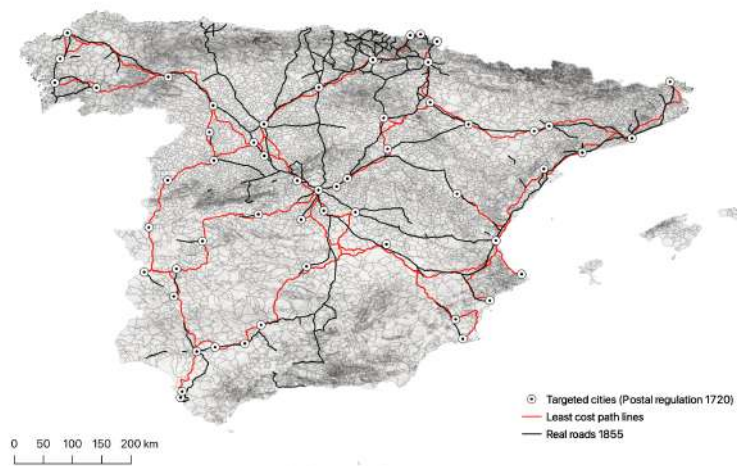 Targeted cities (Postal regulation 1720)
Least cost path lines
Real roads 1855
0 50 100 150 200 km